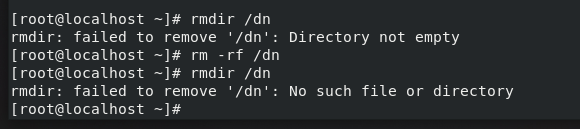 [root@localhost ~]# rmdir /dn
rmdir: failed to remove '/dn': Directory not empty
[root@localhost ~]# rm -rf /dn
[root@localhost ~]# rmdir /dn
rmdir: failed to remove '/dn': No such file or directory
[root@localhost ~]#